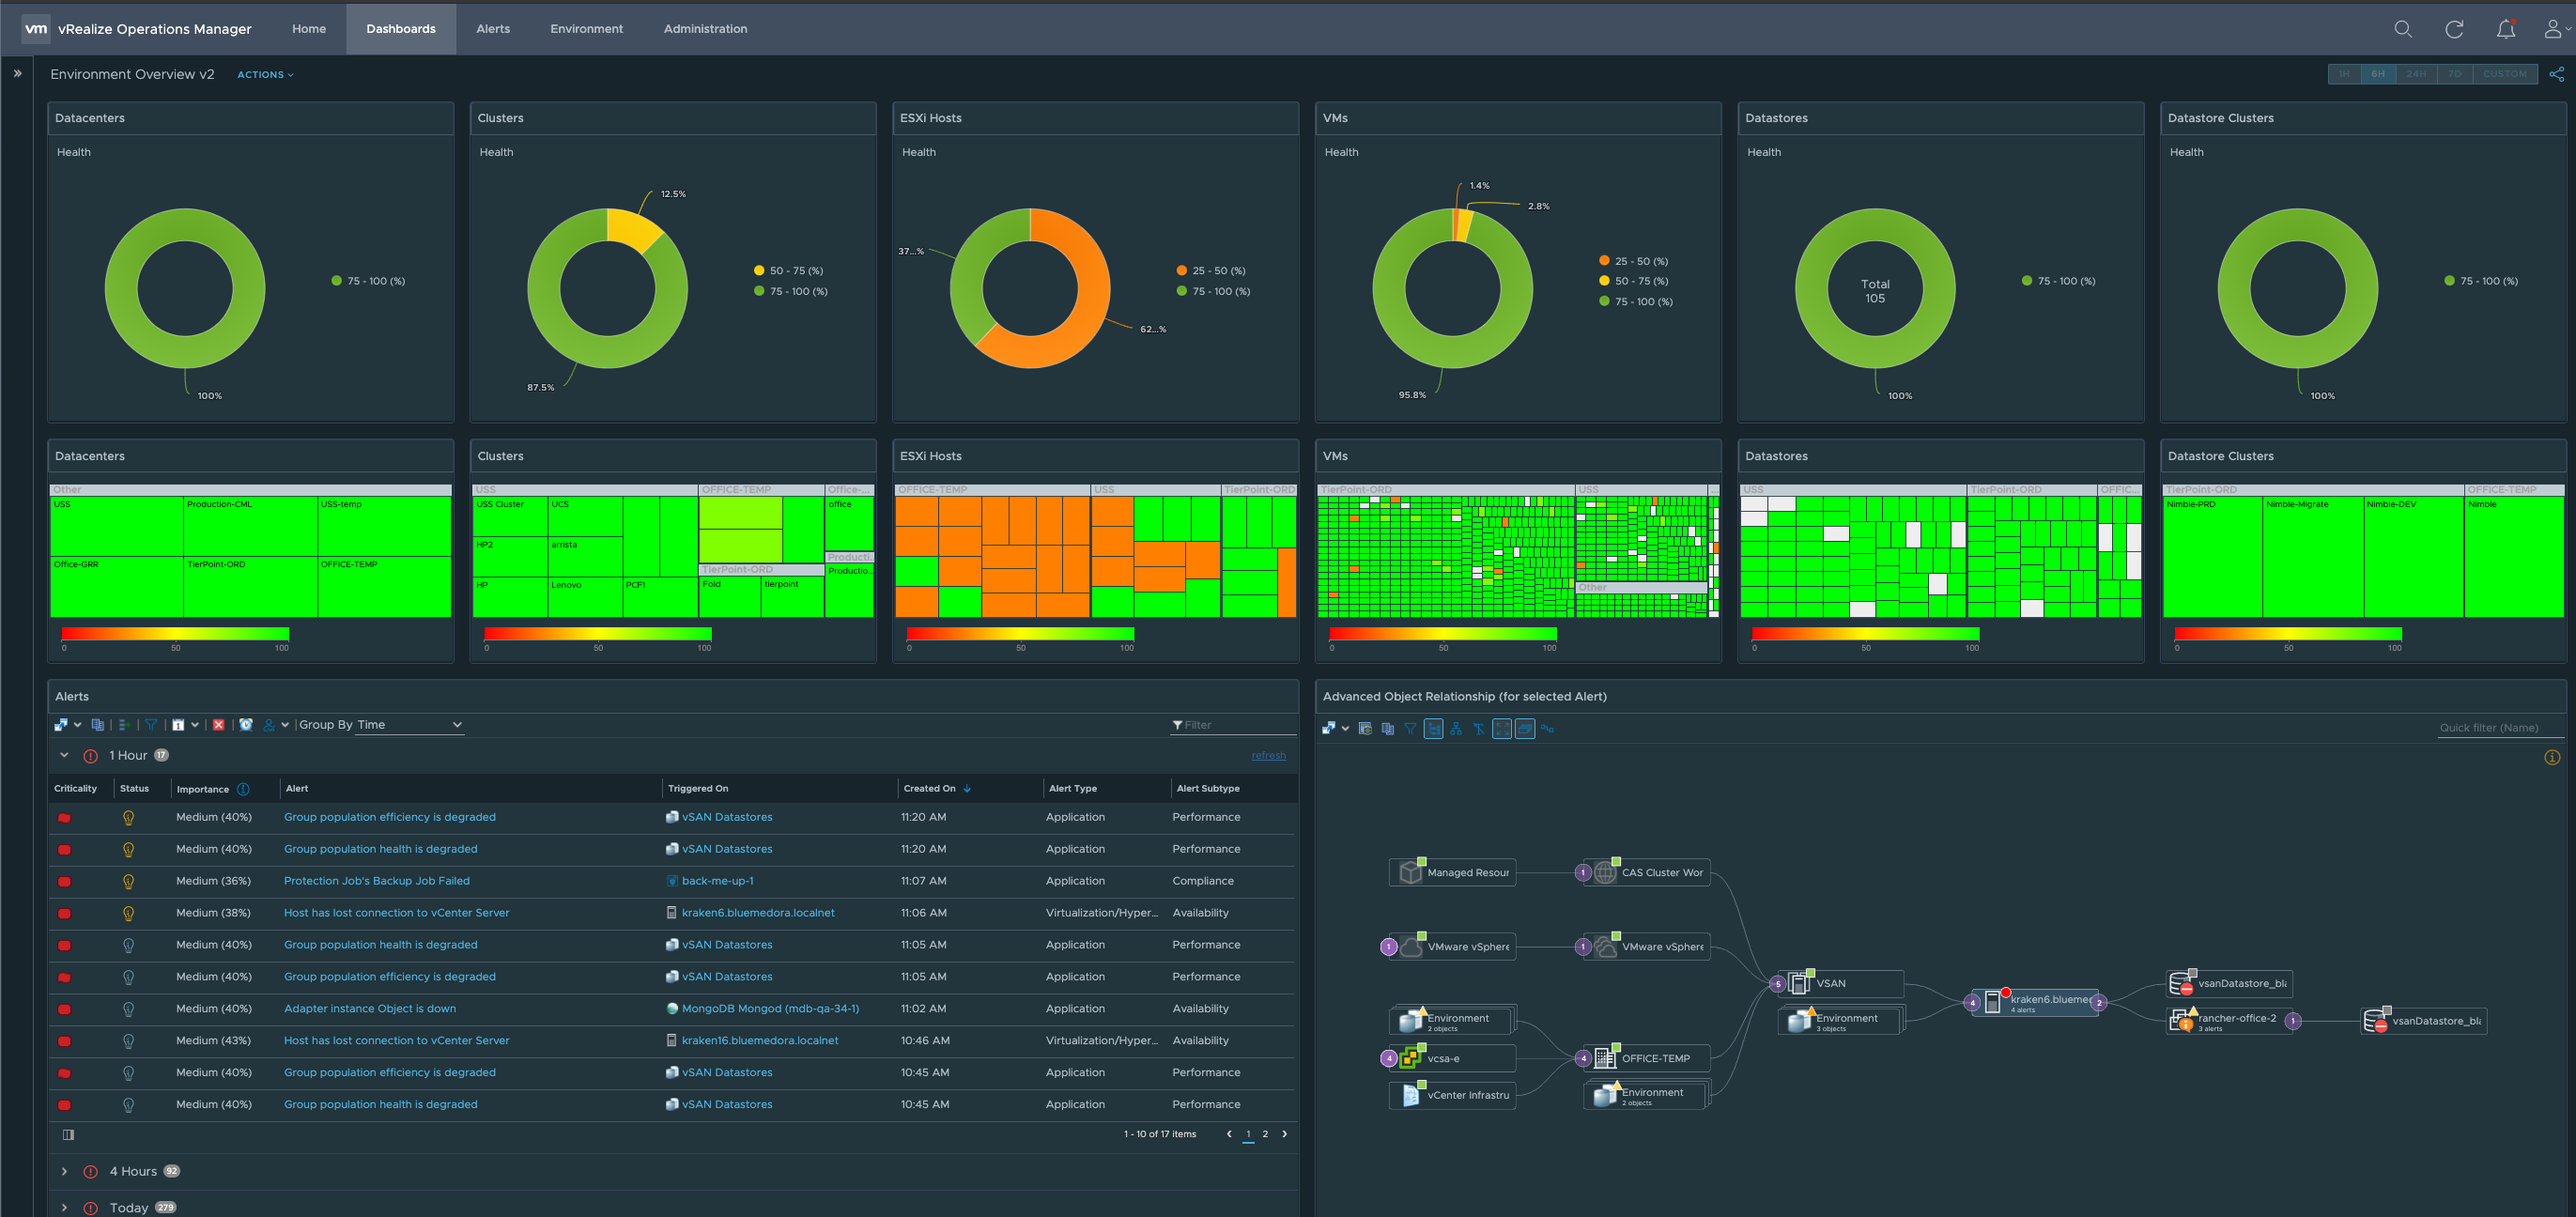 vm vRealize Operations Manager Home Dashboards Alerts Environment Administration
Environment Overview v2 ACTIONS 1H 6H 24H 7D CUSTOM
Datacenters
Health
75 - 100 (%)
100%
Clusters
Health
12.5%
50 - 75 (%)
75 - 100 (%)
87.5%
ESXi Hosts
Health
37...%
25 - 50 (%)
75 - 100 (%)
62...%
VMs
Health
1.4%
2.8%
25 - 50 (%)
50 - 75 (%)
75 - 100 (%)
95.8%
Datastores
Health
Total
105
75 - 100 (%)
100%
Datastore Clusters
Health
75 - 100 (%)
100%
Datacenters
Other
USS Production-CML USS-temp
Office-GRR TierPoint-ORD OFFICE-TEMP
0 50 100
Clusters
USS OFFICE-TEMP Office-...
USS Cluster UCS office
HP2 arrista
Producti...
TierPoint-ORD Productio...
HP Lenovo PCF1 Fold tierpoint
0 50 100
ESXi Hosts
OFFICE-TEMP USS TierPoint-ORD
0 50 100
VMs
TierPoint-ORD USS ...
Other
0 50 100
Datastores
USS TierPoint-ORD OFFIC...
0 50 100
Datastore Clusters
TierPoint-ORD OFFICE-TEMP
Nimble-PRD Nimble-Migrate Nimble-DEV Nimble
0 50 100
Alerts
Group By Time Filter
1 Hour 17 refresh
Criticality Status Importance Alert Triggered On Created On Alert Type Alert Subtype
Medium (40%) Group population efficiency is degraded vSAN Datastores 11:20 AM Application Performance
Medium (40%) Group population health is degraded vSAN Datastores 11:20 AM Application Performance
Medium (36%) Protection Job's Backup Job Failed back-me-up-1 11:07 AM Application Compliance
Medium (38%) Host has lost connection to vCenter Server kraken6.bluemedora.localnet 11:06 AM Virtualization/Hyper... Availability
Medium (40%) Group population health is degraded vSAN Datastores 11:05 AM Application Performance
Medium (40%) Group population efficiency is degraded vSAN Datastores 11:05 AM Application Performance
Medium (40%) Adapter instance Object is down MongoDB Mongod (mdb-qa-34-1) 11:02 AM Application Availability
Medium (43%) Host has lost connection to vCenter Server kraken16.bluemedora.localnet 10:46 AM Virtualization/Hyper... Availability
Medium (40%) Group population efficiency is degraded vSAN Datastores 10:45 AM Application Performance
Medium (40%) Group population health is degraded vSAN Datastores 10:45 AM Application Performance
1 - 10 of 17 items 1 2
4 Hours 92
Today 279
Advanced Object Relationship (for selected Alert)
Quick filter (Name)
Managed Resour 1 CAS Cluster Wor
1 VMware vSphere 1 VMware vSphere
5 VSAN
4 kraken6.blueme 2
4 alerts
vsanDatastore_bla
Environment
2 objects
Environment
3 objects
rancher-office-2 1
3 alerts
vsanDatastore_bla
4 vcsa-e 4 OFFICE-TEMP
vCenter Infrastru
Environment
2 objects